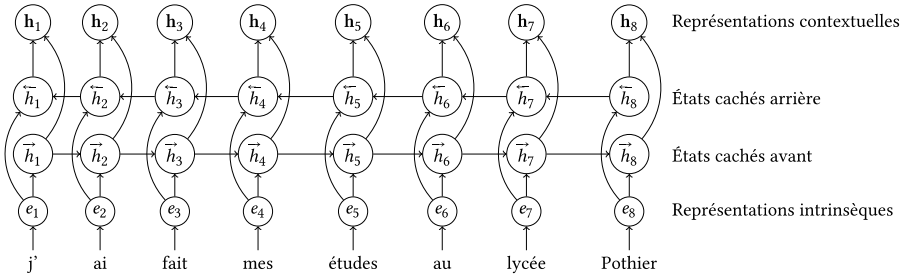 h1 h2 h3 h4 h5 h6 h7 h8 Représentations contextuelles
←h1 ←h2 ←h3 ←h4 ←h5 ←h6 ←h7 ←h8 États cachés arrière
→h1 →h2 →h3 →h4 →h5 →h6 →h7 →h8 États cachés avant
e1 e2 e3 e4 e5 e6 e7 e8 Représentations intrinsèques
j’ ai fait mes études au lycée Pothier